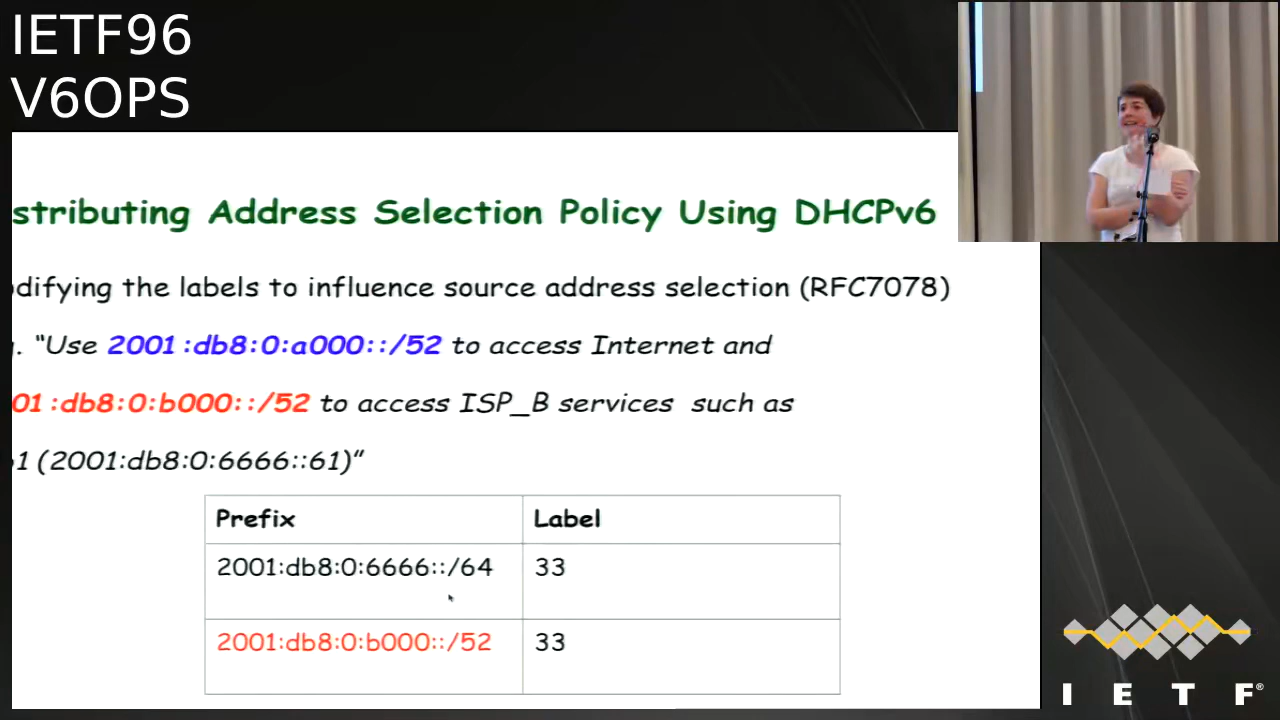 IETF96
V6OPS
stributing Address Selection Policy Using DHCPv6
difying the labels to influence source address selection (RFC7078)
. “Use 2001:db8:0:a000::/52 to access Internet and
01:db8:0:b000::/52 to access ISP_B services such as
1 (2001:db8:0:6666::61)”
Prefix Label
2001:db8:0:6666::/64 33
2001:db8:0:b000::/52 33
I E T F®